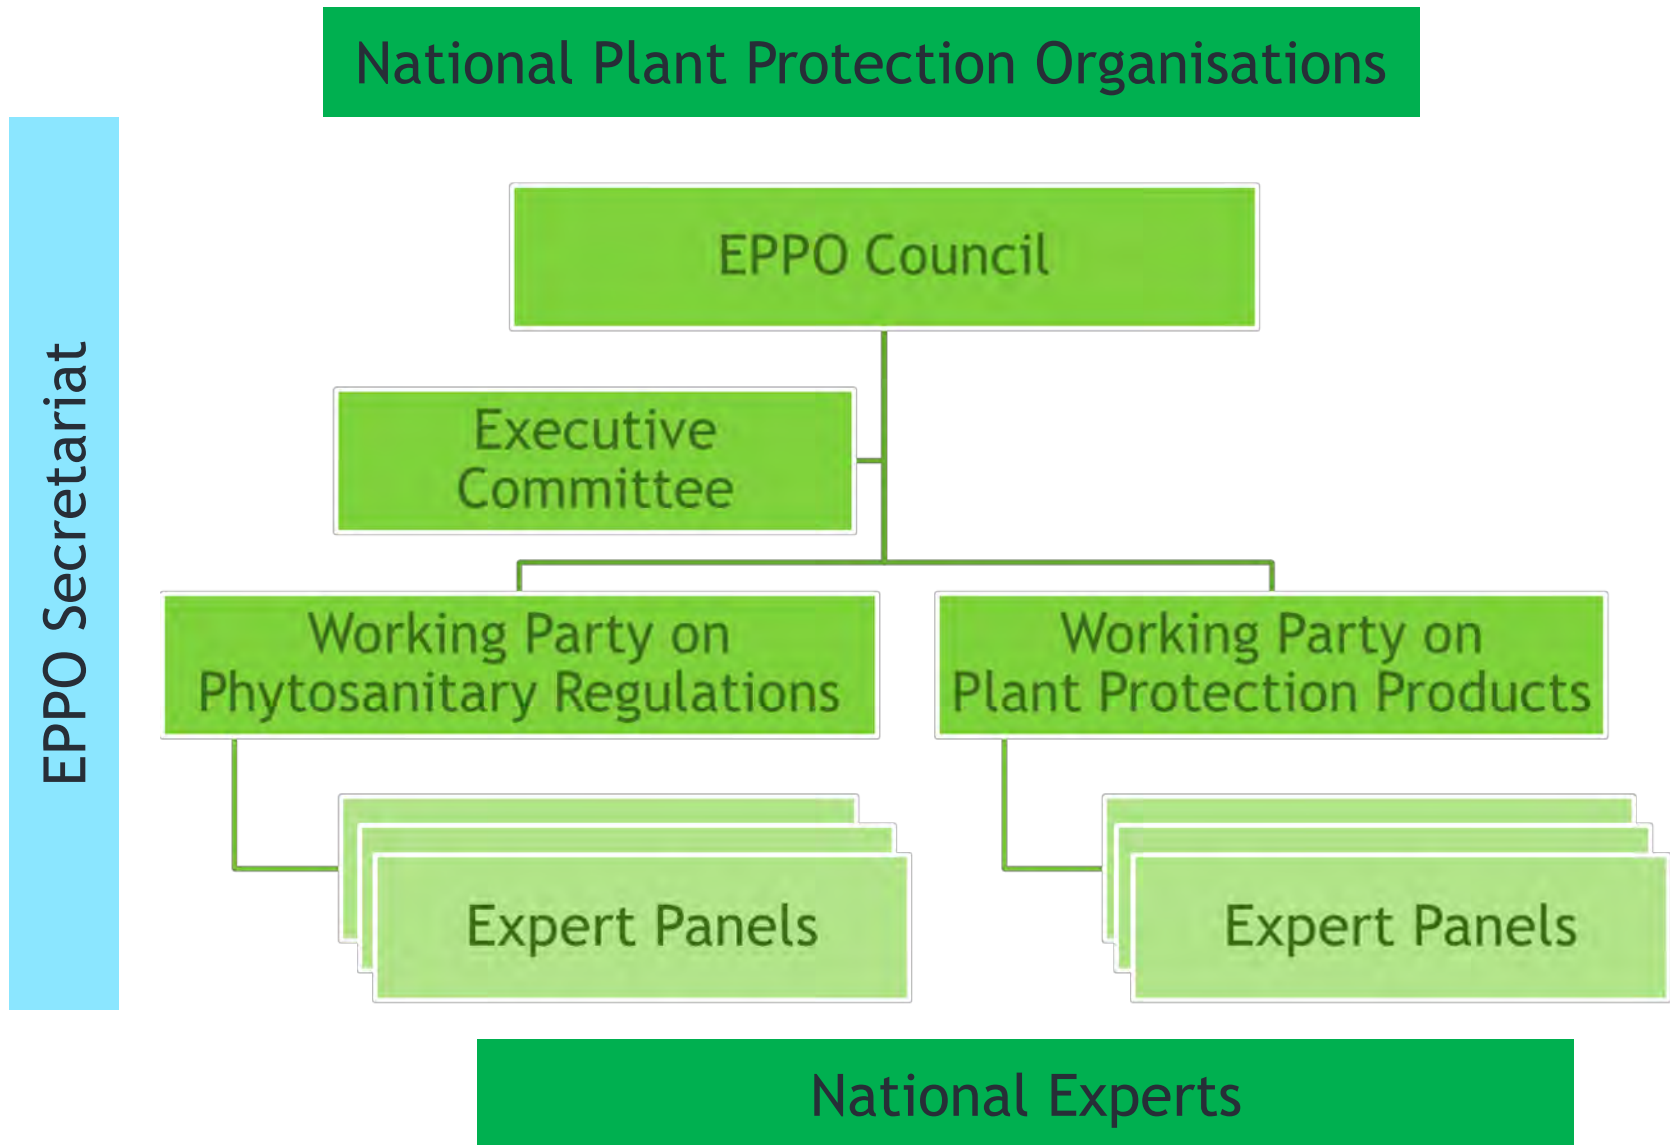 National Plant Protection Organisations
EPPO Secretariat
EPPO Council
Executive
Committee
Working Party on
Phytosanitary Regulations
Working Party on
Plant Protection Products
Expert Panels
Expert Panels
National Experts